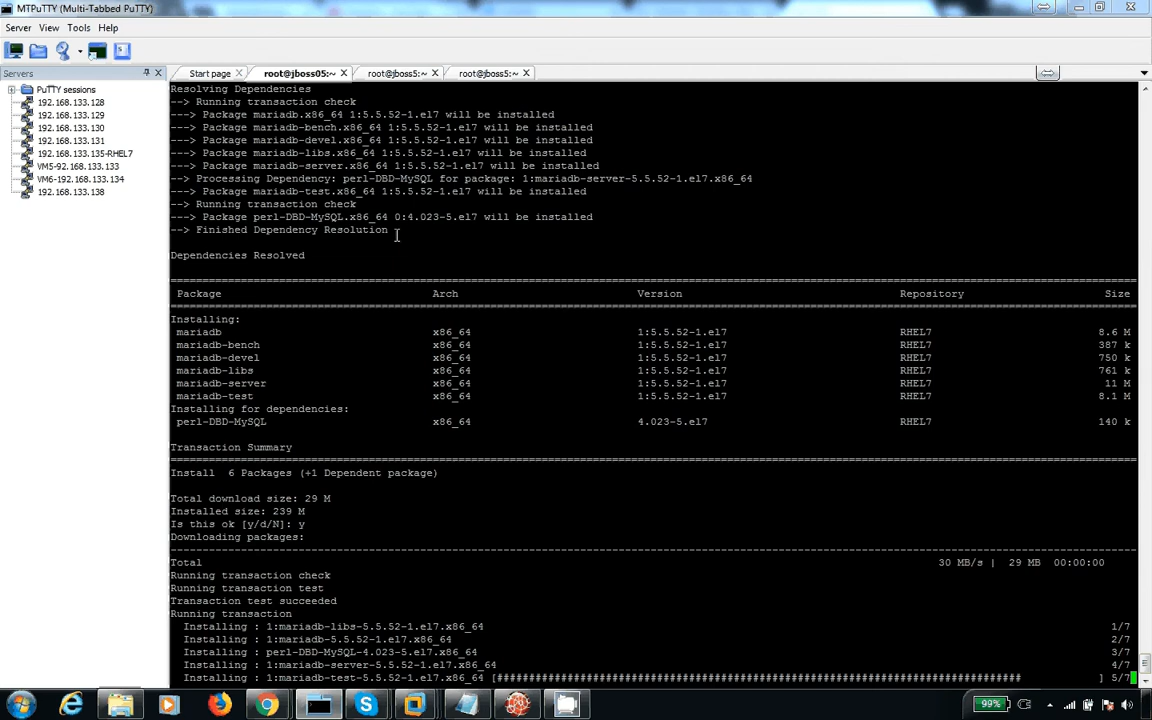 MTPuTTY (Multi-Tabbed PuTTY)
Server View Tools Help
Servers
Start page root@jboss05:~ root@jboss5:~ root@jboss5:~
PuTTY sessions
192.168.133.128
192.168.133.129
192.168.133.130
192.168.133.131
192.168.133.135-RHEL7
VM5-92.168.133.133
VM6-192.168.133.134
192.168.133.138
Resolving Dependencies
--> Running transaction check
---> Package mariadb.x86_64 1:5.5.52-1.el7 will be installed
---> Package mariadb-bench.x86_64 1:5.5.52-1.el7 will be installed
---> Package mariadb-devel.x86_64 1:5.5.52-1.el7 will be installed
---> Package mariadb-libs.x86_64 1:5.5.52-1.el7 will be installed
---> Package mariadb-server.x86_64 1:5.5.52-1.el7 will be installed
--> Processing Dependency: perl-DBD-MySQL for package: 1:mariadb-server-5.5.52-1.el7.x86_64
---> Package mariadb-test.x86_64 1:5.5.52-1.el7 will be installed
--> Running transaction check
---> Package perl-DBD-MySQL.x86_64 0:4.023-5.el7 will be installed
--> Finished Dependency Resolution
Dependencies Resolved
Package Arch Version Repository Size
Installing:
mariadb x86_64 1:5.5.52-1.el7 RHEL7 8.6 M
mariadb-bench x86_64 1:5.5.52-1.el7 RHEL7 387 k
mariadb-devel x86_64 1:5.5.52-1.el7 RHEL7 750 k
mariadb-libs x86_64 1:5.5.52-1.el7 RHEL7 761 k
mariadb-server x86_64 1:5.5.52-1.el7 RHEL7 11 M
mariadb-test x86_64 1:5.5.52-1.el7 RHEL7 8.1 M
Installing for dependencies:
perl-DBD-MySQL x86_64 4.023-5.el7 RHEL7 140 k
Transaction Summary
Install 6 Packages (+1 Dependent package)
Total download size: 29 M
Installed size: 239 M
Is this ok [y/d/N]: y
Downloading packages:
Total 30 MB/s | 29 MB 00:00:00
Running transaction check
Running transaction test
Transaction test succeeded
Running transaction
Installing : 1:mariadb-libs-5.5.52-1.el7.x86_64 1/7
Installing : 1:mariadb-5.5.52-1.el7.x86_64 2/7
Installing : perl-DBD-MySQL-4.023-5.el7.x86_64 3/7
Installing : 1:mariadb-server-5.5.52-1.el7.x86_64 4/7
Installing : 1:mariadb-test-5.5.52-1.el7.x86_64 [################################################################################## ] 5/7
99%